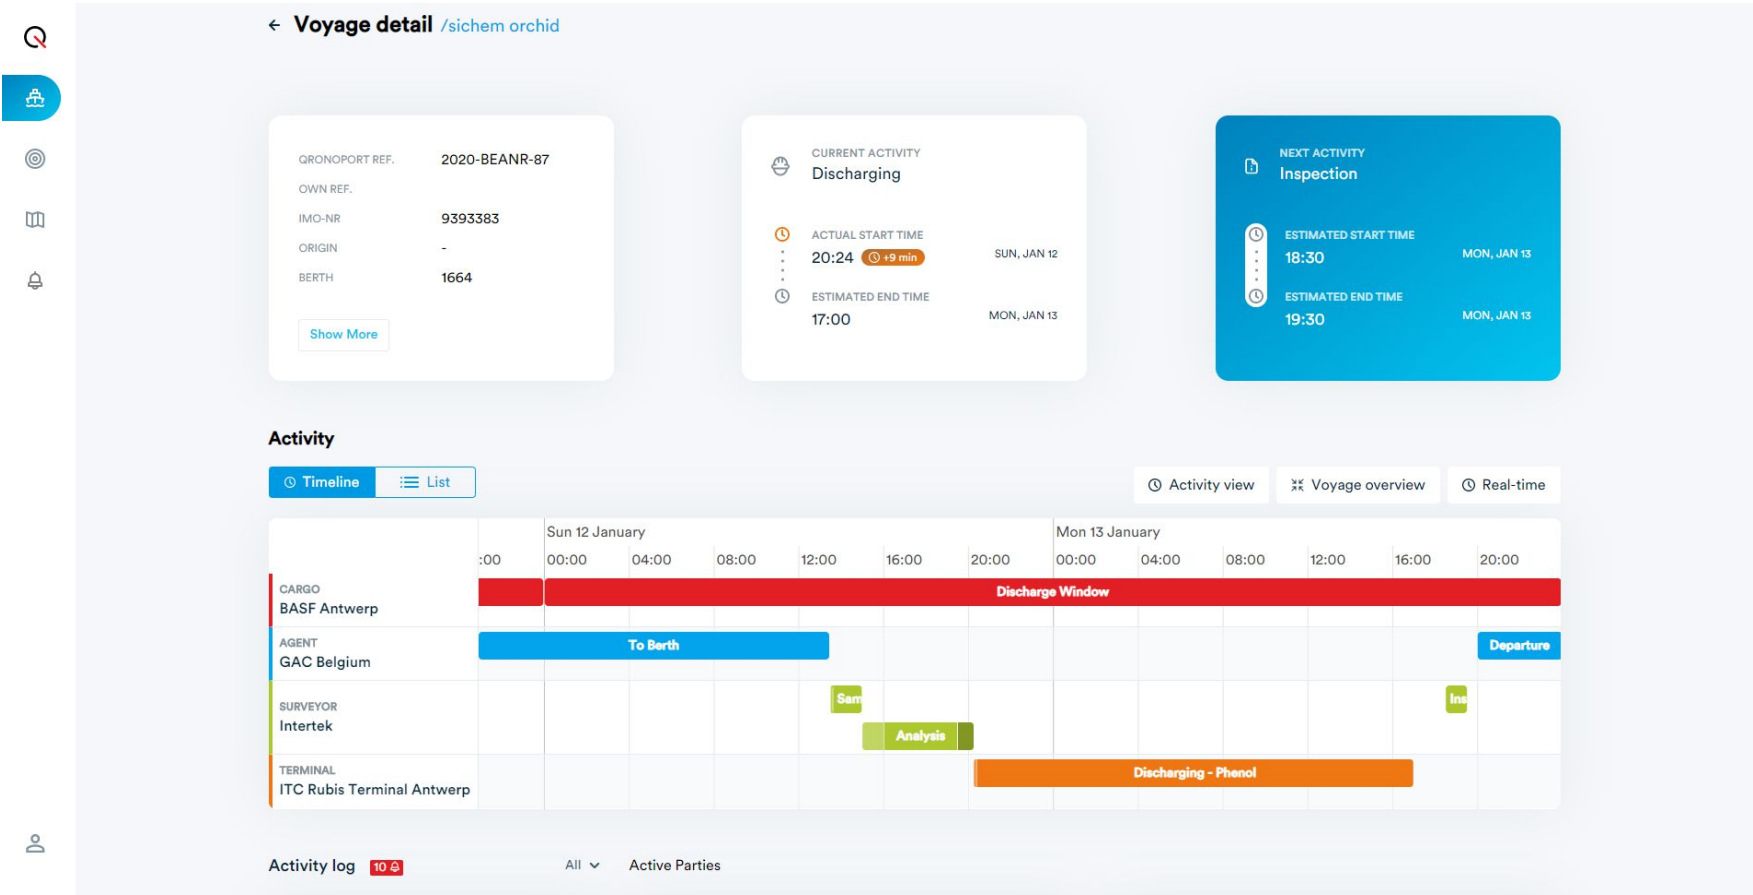 Voyage detail /sichem orchid
QRONOPORT REF. 2020-BEANR-87
OWN REF.
IMO-NR 9393383
ORIGIN -
BERTH 1664
Show More
CURRENT ACTIVITY
Discharging
ACTUAL START TIME
20:24 +9 min SUN, JAN 12
ESTIMATED END TIME
17:00 MON, JAN 13
NEXT ACTIVITY
Inspection
ESTIMATED START TIME
18:30 MON, JAN 13
ESTIMATED END TIME
19:30 MON, JAN 13
Activity
Timeline List
Activity view Voyage overview Real-time
Sun 12 January Mon 13 January
:00 00:00 04:00 08:00 12:00 16:00 20:00 00:00 04:00 08:00 12:00 16:00 20:00
CARGO
BASF Antwerp
Discharge Window
AGENT
GAC Belgium
To Berth Departure
SURVEYOR
Intertek
Sam Ins
Analysis
TERMINAL
ITC Rubis Terminal Antwerp
Discharging - Phenol
Activity log 10 All Active Parties